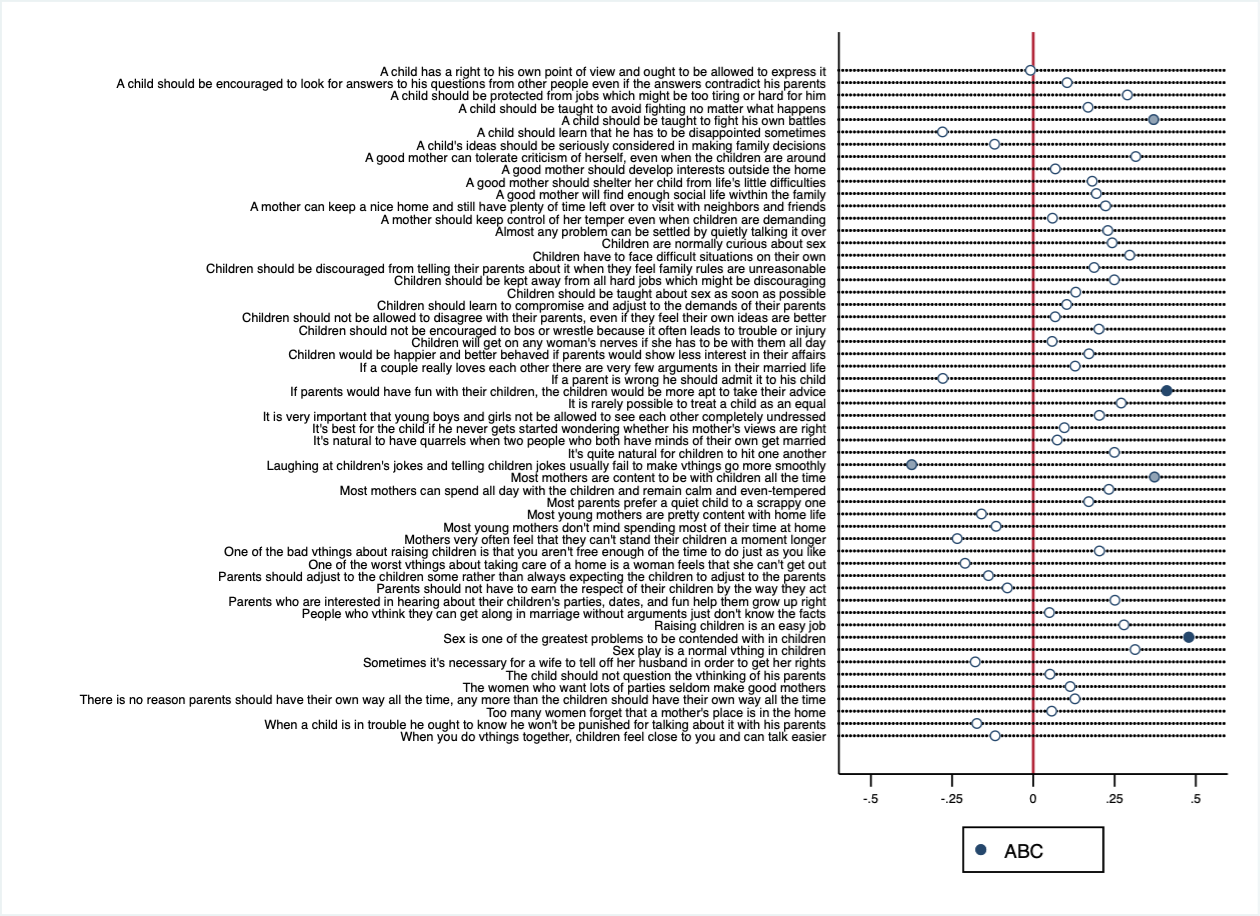 A child has a right to his own point of view and ought to be allowed to express it
A child should be encouraged to look for answers to his questions from other people even if the answers contradict his parents
A child should be protected from jobs which might be too tiring or hard for him
A child should be taught to avoid fighting no matter what happens
A child should be taught to fight his own battles
A child should learn that he has to be disappointed sometimes
A child's ideas should be seriously considered in making family decisions
A good mother can tolerate criticism of herself, even when the children are around
A good mother should develop interests outside the home
A good mother should shelter her child from life's little difficulties
A good mother will find enough social life wivthin the family
A mother can keep a nice home and still have plenty of time left over to visit with neighbors and friends
A mother should keep control of her temper even when children are demanding
Almost any problem can be settled by quietly talking it over
Children are normally curious about sex
Children have to face difficult situations on their own
Children should be discouraged from telling their parents about it when they feel family rules are unreasonable
Children should be kept away from all hard jobs which might be discouraging
Children should be taught about sex as soon as possible
Children should learn to compromise and adjust to the demands of their parents
Children should not be allowed to disagree with their parents, even if they feel their own ideas are better
Children should not be encouraged to bos or wrestle because it often leads to trouble or injury
Children will get on any woman's nerves if she has to be with them all day
Children would be happier and better behaved if parents would show less interest in their affairs
If a couple really loves each other there are very few arguments in their married life
If a parent is wrong he should admit it to his child
If parents would have fun with their children, the children would be more apt to take their advice
It is rarely possible to treat a child as an equal
It is very important that young boys and girls not be allowed to see each other completely undressed
It's best for the child if he never gets started wondering whether his mother's views are right
It's natural to have quarrels when two people who both have minds of their own get married
It's quite natural for children to hit one another
Laughing at children's jokes and telling children jokes usually fail to make vthings go more smoothly
Most mothers are content to be with children all the time
Most mothers can spend all day with the children and remain calm and even-tempered
Most parents prefer a quiet child to a scrappy one
Most young mothers are pretty content with home life
Most young mothers don't mind spending most of their time at home
Mothers very often feel that they can't stand their children a moment longer
One of the bad vthings about raising children is that you aren't free enough of the time to do just as you like
One of the worst vthings about taking care of a home is a woman feels that she can't get out
Parents should adjust to the children some rather than always expecting the children to adjust to the parents
Parents should not have to earn the respect of their children by the way they act
Parents who are interested in hearing about their children's parties, dates, and fun help them grow up right
People who vthink they can get along in marriage without arguments just don't know the facts
Raising children is an easy job
Sex is one of the greatest problems to be contended with in children
Sex play is a normal vthing in children
Sometimes it's necessary for a wife to tell off her husband in order to get her rights
The child should not question the vthinking of his parents
The women who want lots of parties seldom make good mothers
There is no reason parents should have their own way all the time, any more than the children should have their own way all the time
Too many women forget that a mother's place is in the home
When a child is in trouble he ought to know he won't be punished for talking about it with his parents
When you do vthings together, children feel close to you and can talk easier
-.5 -.25 0 .25 .5
ABC